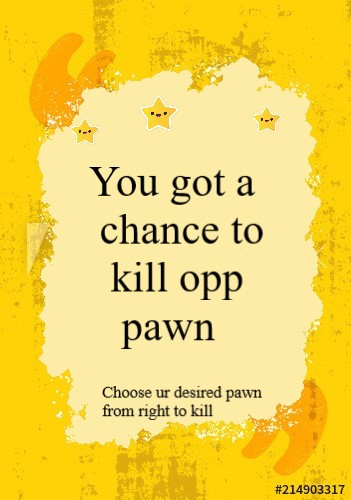 You got a
chance to
kill opp
pawn
Choose ur desired pawn
from right to kill
#214903317